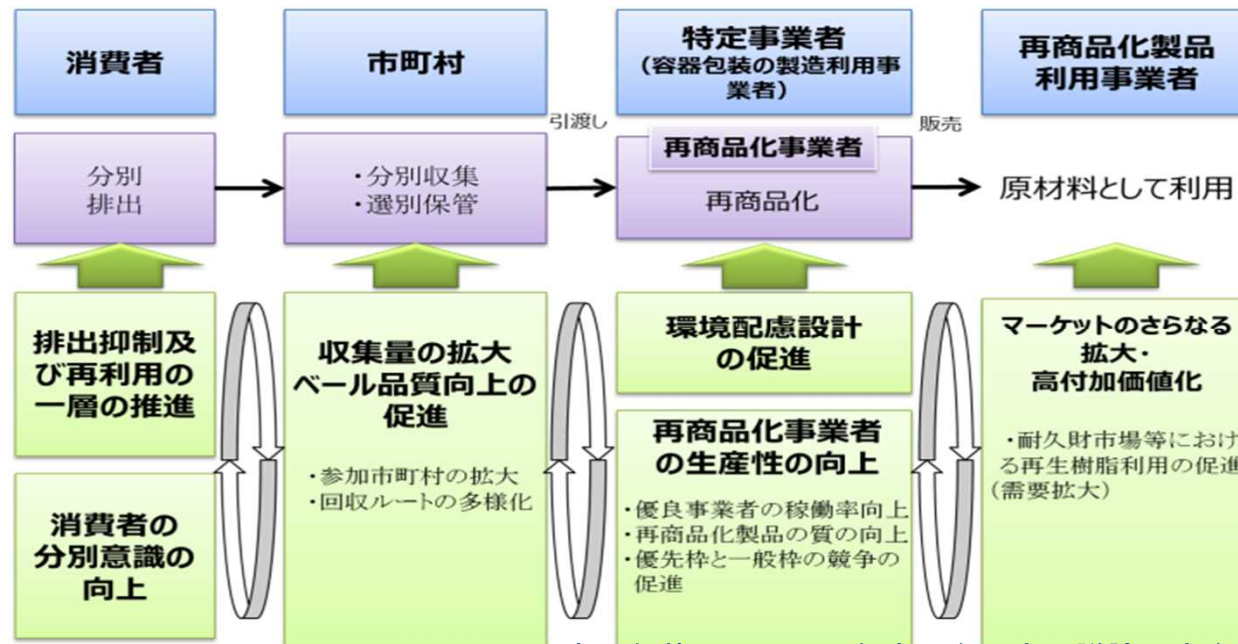 消費者
市町村
特定事業者
（容器包装の製造利用事
業者）
再商品化製品
利用事業者
分別
排出
・分別収集
・選別保管
引渡し
再商品化事業者
再商品化
販売
原材料として利用
排出抑制及
び再利用の
一層の推進
消費者の
分別意識の
向上
収集量の拡大
ベール品質向上の
促進
・参加市町村の拡大
・回収ルートの多様化
環境配慮設計
の促進
再商品化事業者
の生産性の向上
・優良事業者の稼働率向上
・再商品化製品の質の向上
・優先枠と一般枠の競争の
促進
マーケットのさらなる
拡大・
高付加価値化
・耐久財市場等におけ
る再生樹脂利用の促進
（需要拡大）